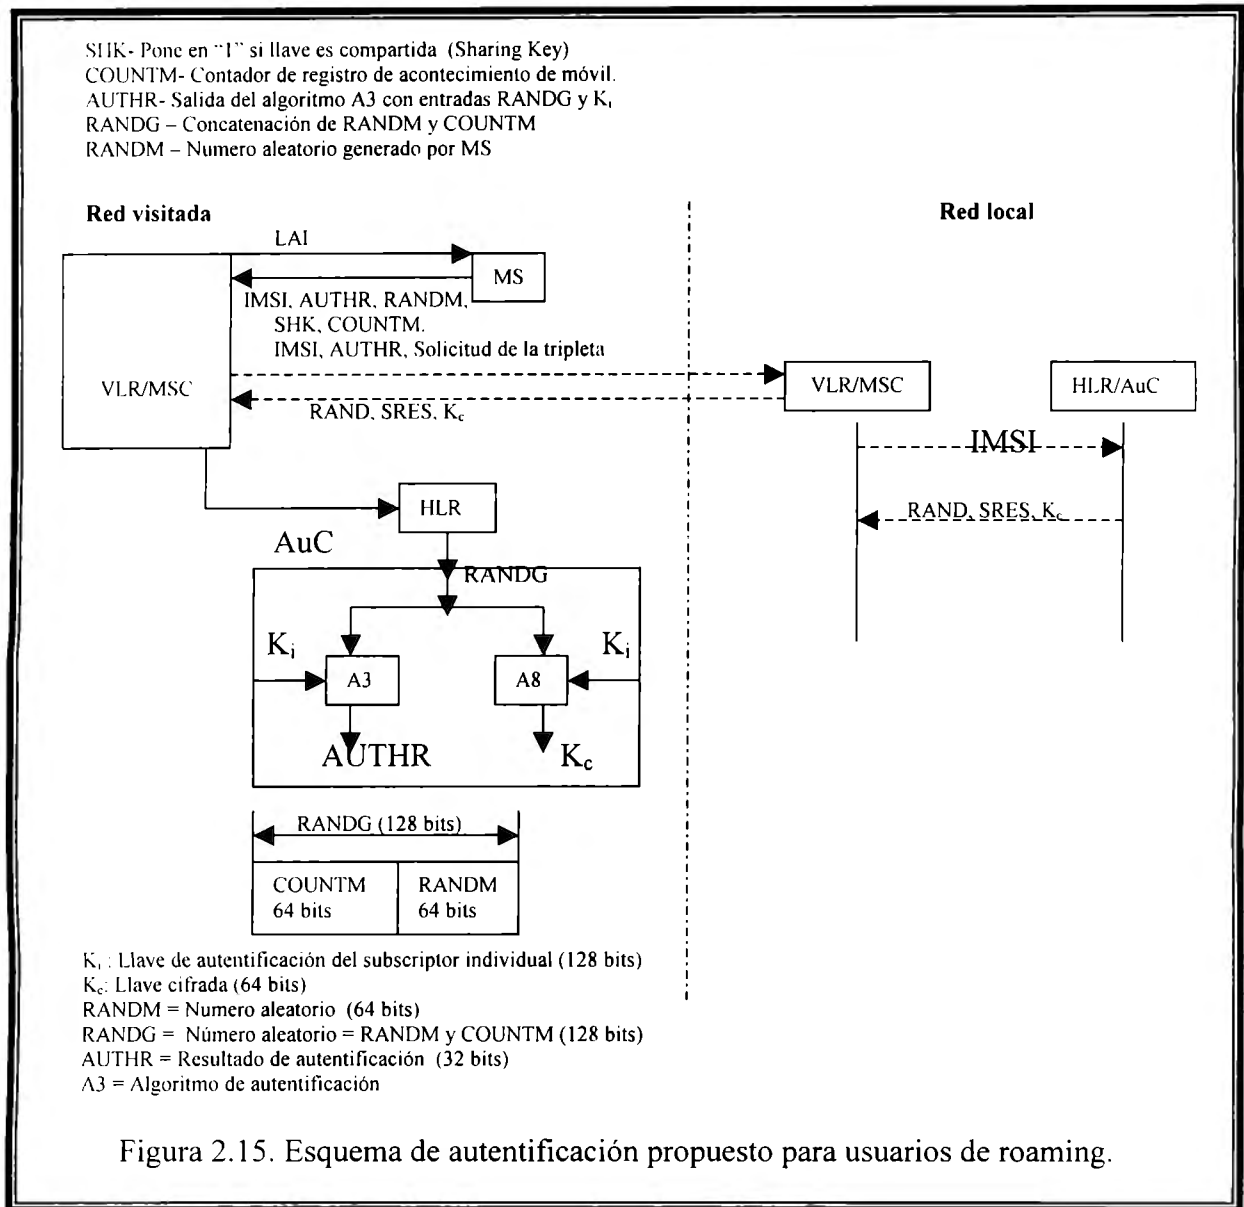 SHK- Pone en "1" si llave es compartida (Sharing Key)
COUNTM- Contador de registro de acontecimiento de móvil.
AUTHR- Salida del algoritmo A3 con entradas RANDG y Ki
RANDG – Concatenación de RANDM y COUNTM
RANDM – Numero aleatorio generado por MS
Red visitada
Red local
LAI
MS
IMSI, AUTHR, RANDM,
SHK, COUNTM.
IMSI, AUTHR, Solicitud de la tripleta
VLR/MSC
VLR/MSC
HLR/AuC
RAND, SRES, Kc
IMSI
HLR
RAND, SRES, Kc
AuC
RANDG
Ki
Ki
A3
A8
AUTHR
Kc
RANDG (128 bits)
COUNTM
64 bits
RANDM
64 bits
Ki : Llave de autentificación del subscriptor individual (128 bits)
Kc: Llave cifrada (64 bits)
RANDM = Numero aleatorio (64 bits)
RANDG = Número aleatorio = RANDM y COUNTM (128 bits)
AUTHR = Resultado de autentificación (32 bits)
A3 = Algoritmo de autentificación
Figura 2.15. Esquema de autentificación propuesto para usuarios de roaming.